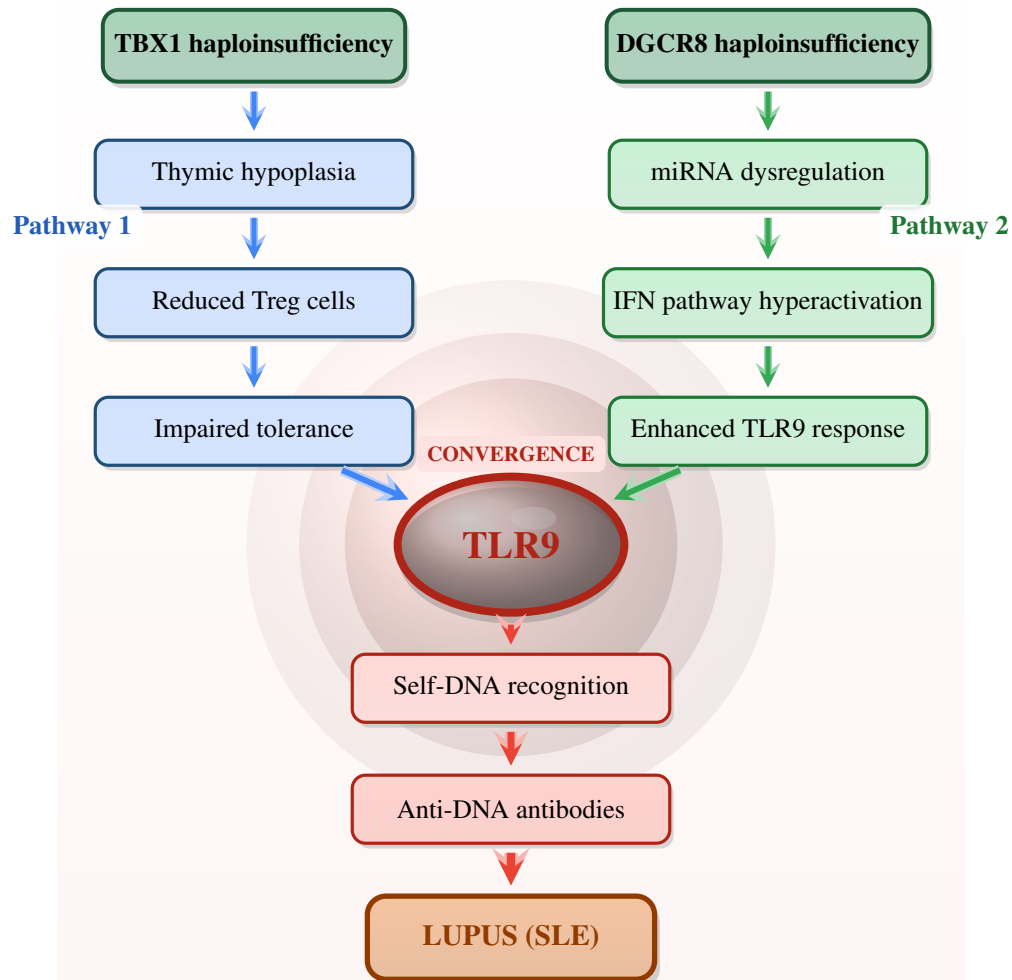 TBX1 haploinsufficiency
DGCR8 haploinsufficiency
Thymic hypoplasia
miRNA dysregulation
Pathway 1
Pathway 2
Reduced Treg cells
IFN pathway hyperactivation
Impaired tolerance
Enhanced TLR9 response
CONVERGENCE
TLR9
Self-DNA recognition
Anti-DNA antibodies
LUPUS (SLE)